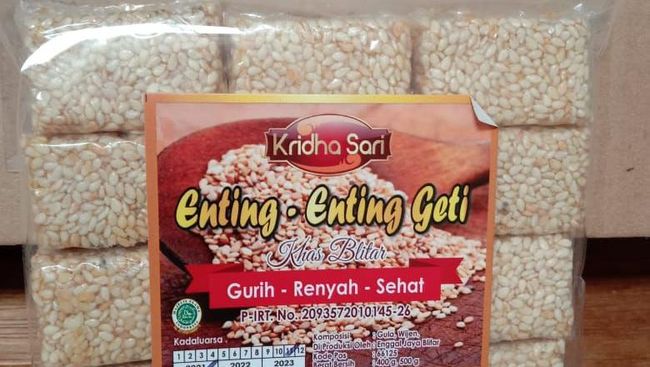 Kridha Sari
Enting - Enting Geti
Khas Blitar
Gurih - Renyah - Sehat
P-IRT. No. 2093572010145-26
Kadaluarsa :
1 2 3 4 5 6 7 8 9 10 11 12
2021 2022 2023
Komposisi : Gula, Wijen,
Di Produksi Oleh : Enggal Jaya Blitar
Kode Pos : 66125
Berat Bersih : 400 g, 500 g